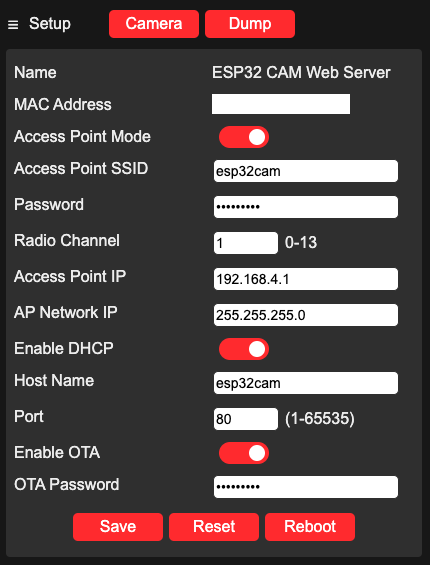 ≡ Setup Camera Dump
Name ESP32 CAM Web Server
MAC Address
Access Point Mode
Access Point SSID esp32cam
Password •••••••••
Radio Channel 1 0-13
Access Point IP 192.168.4.1
AP Network IP 255.255.255.0
Enable DHCP
Host Name esp32cam
Port 80 (1-65535)
Enable OTA
OTA Password •••••••••
Save Reset Reboot